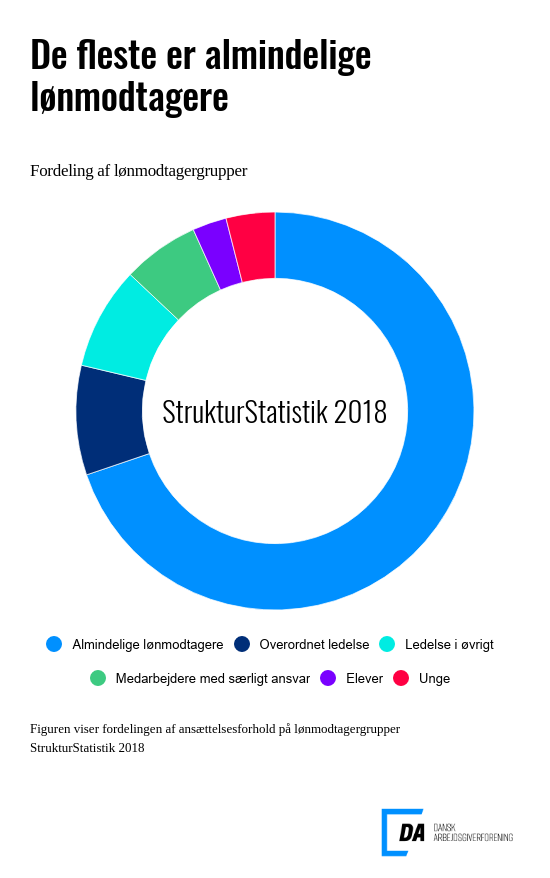 De fleste er almindelige
lønmodtagere
Fordeling af lønmodtagergrupper
StrukturStatistik 2018
Almindelige lønmodtagere Overordnet ledelse Ledelse i øvrigt
Medarbejdere med særligt ansvar Elever Unge
Figuren viser fordelingen af ansættelsesforhold på lønmodtagergrupper
StrukturStatistik 2018
DA DANSK
ARBEJDSGIVERFORENING